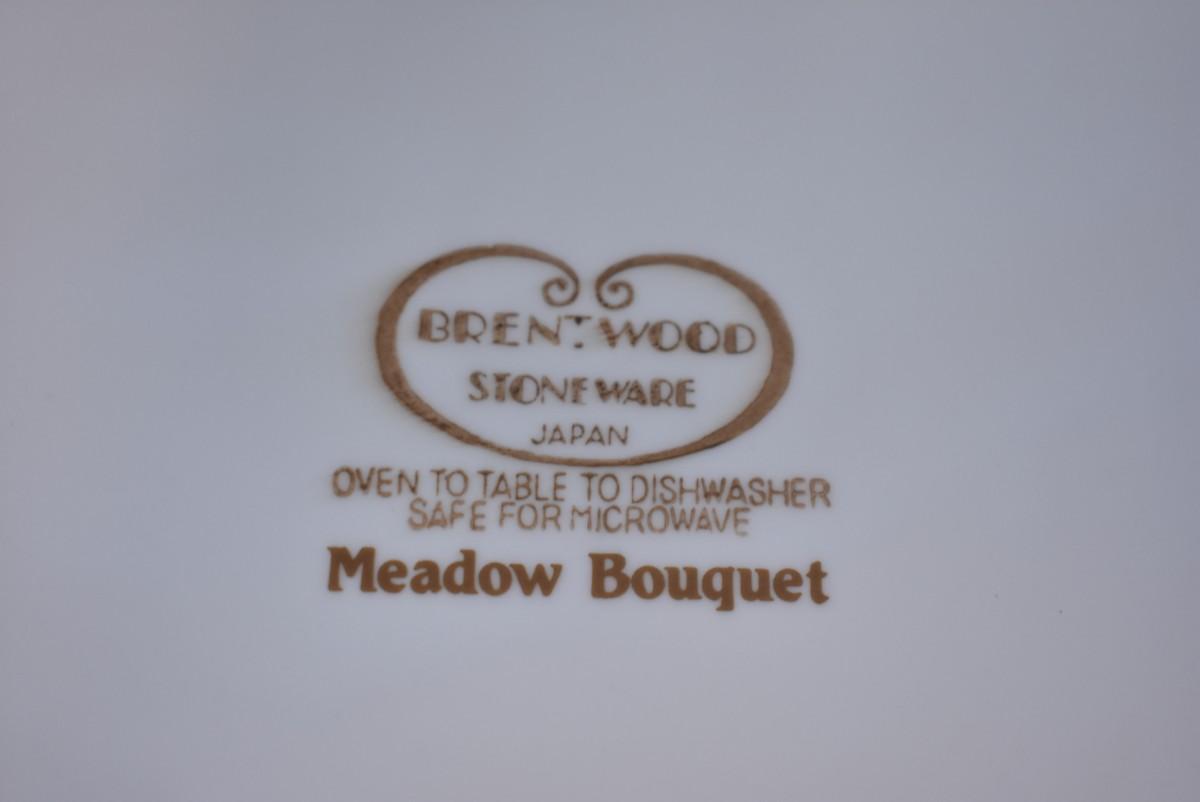 BRENTWOOD
STONEWARE
JAPAN
OVEN TO TABLE TO DISHWASHER
SAFE FOR MICROWAVE
Meadow Bouquet